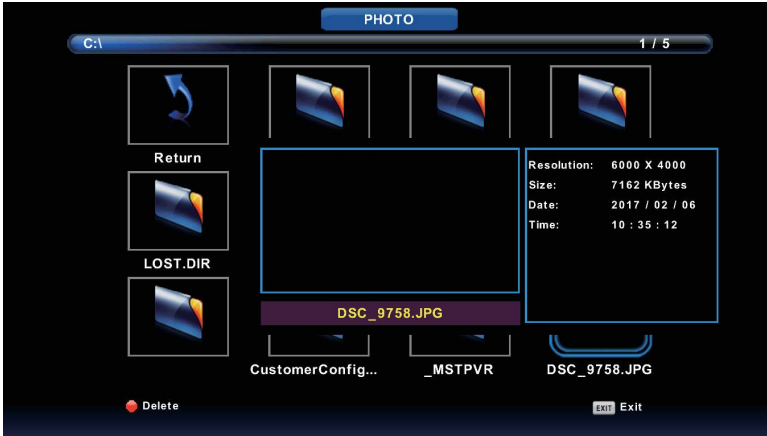 PHOTO
C:\ 1 / 5
Return
Resolution: 6000 X 4000
Size: 7162 KBytes
Date: 2017 / 02 / 06
Time: 10 : 35 : 12
LOST.DIR
DSC_9758.JPG
CustomerConfig... _MSTPVR DSC_9758.JPG
Delete EXIT Exit